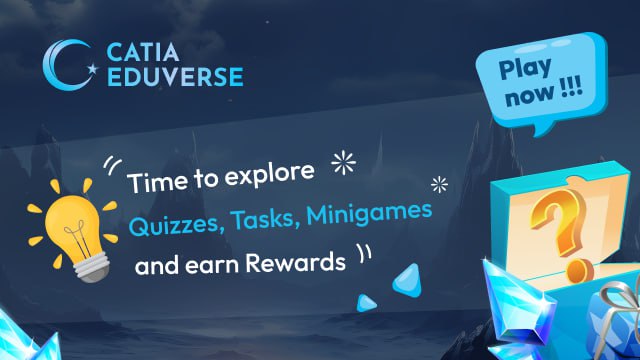 CATIA
EDUVERSE
Play
now !!!
Time to explore
Quizzes, Tasks, Minigames
and earn Rewards
?